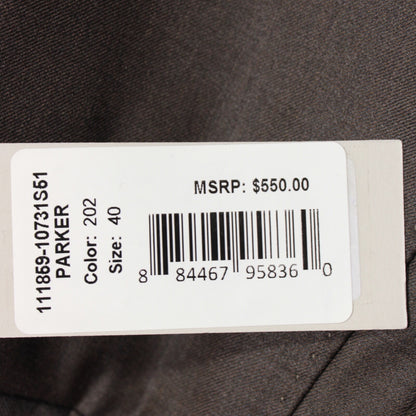 111859-10731S51
PARKER
Color: 202
Size: 40
MSRP: $550.00
8 84467 95836 0